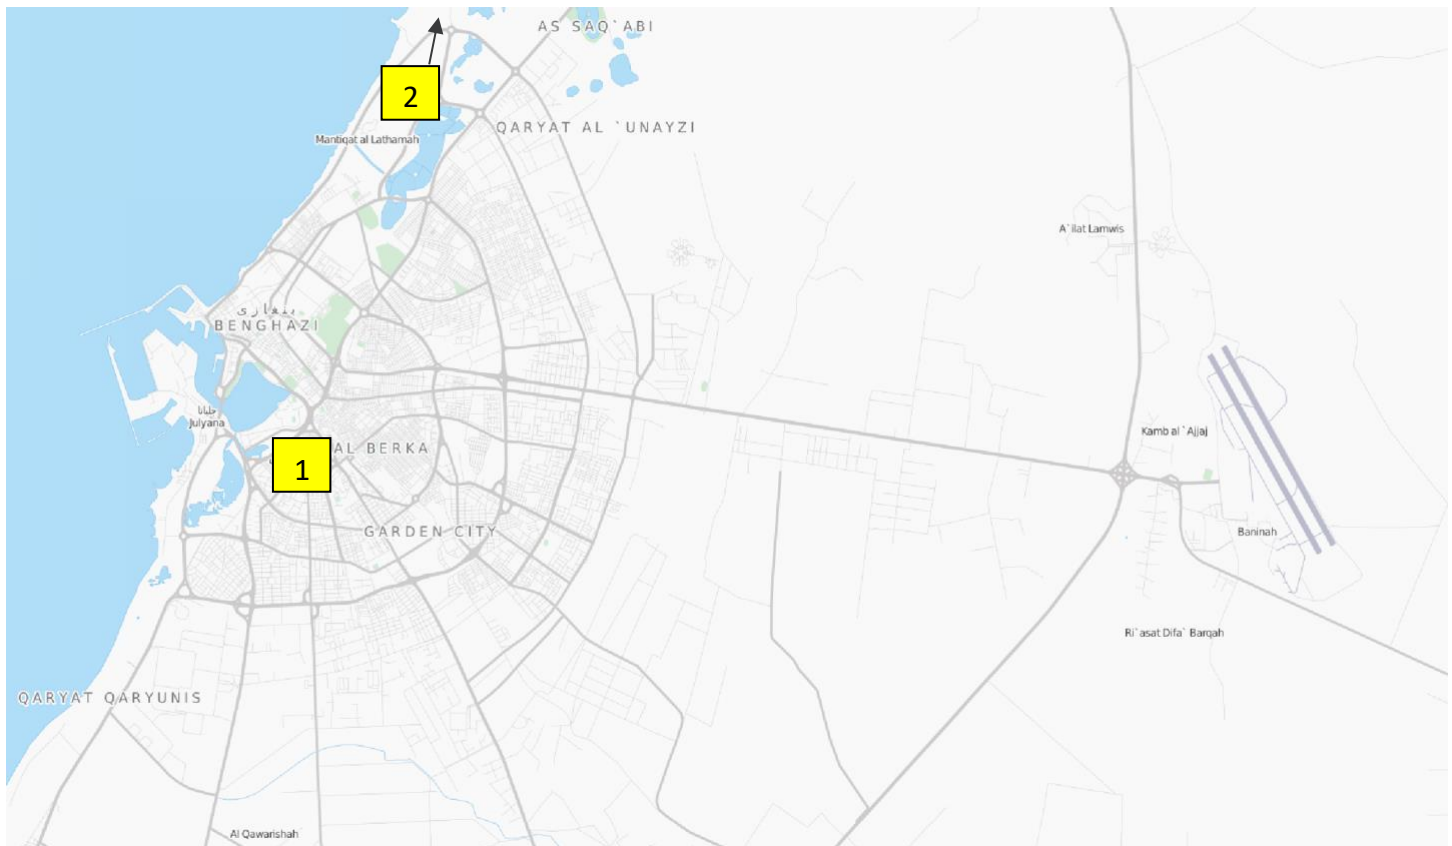 AS SAQ`ABI
2
QARYAT AL `UNAYZI
Mantiqat al Lathamah
A`ilat Lamwis
بنغازي
BENGHAZI
جليانا
Julyana
Kamb al `Ajjaj
AL BERKA
1
GARDEN CITY
Baninah
Ri`asat Difa` Barqah
QARYAT QARYUNIS
Al Qawarishah